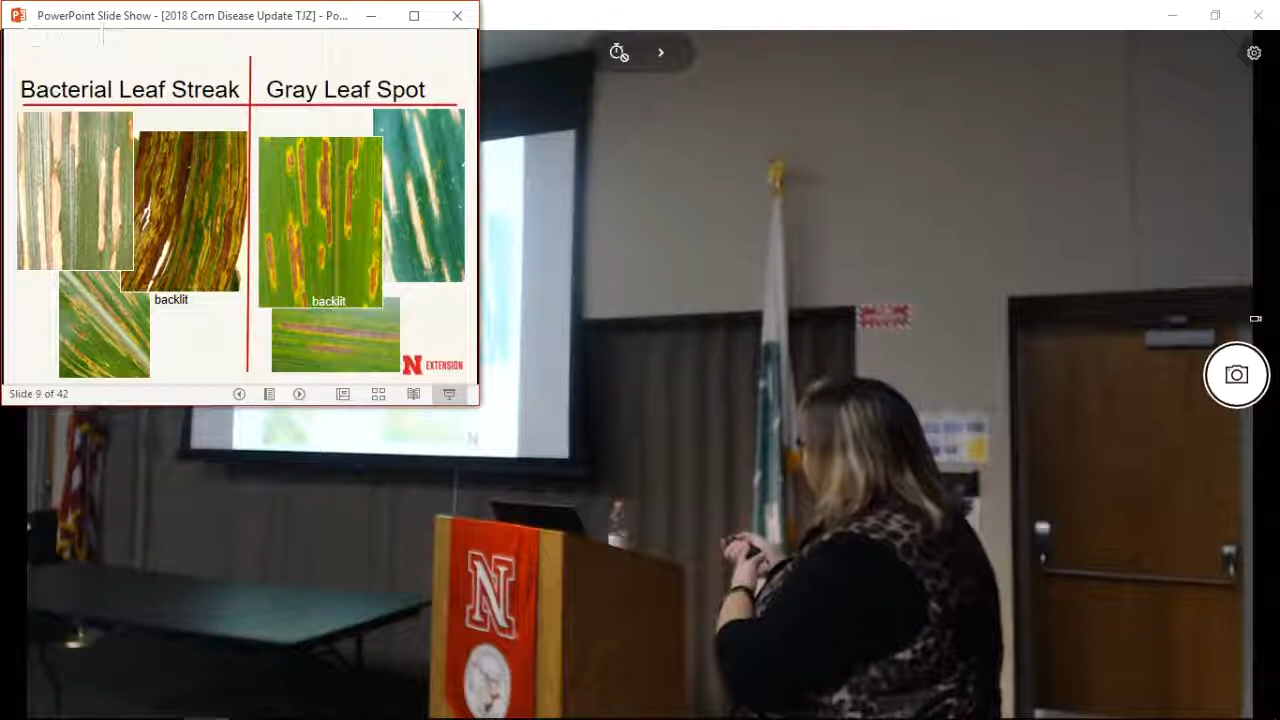 PowerPoint Slide Show - [2018 Corn Disease Update TJZ] - Po...
Bacterial Leaf Streak
Gray Leaf Spot
backlit
backlit
N EXTENSION
Slide 9 of 42
N
N